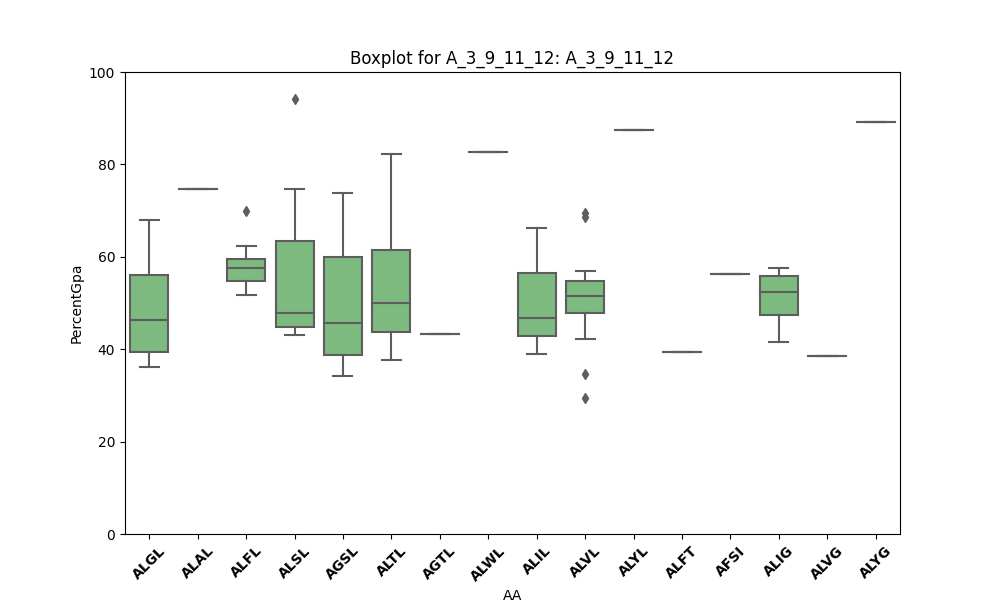 Boxplot for A_3_9_11_12: A_3_9_11_12
PercentGpa
100
80
60
40
20
0
ALGL ALAL ALFL ALSL AGSL ALTL AGTL ALWL ALIL ALVL ALYL ALFT AFSI ALIG ALVG ALYG
AA